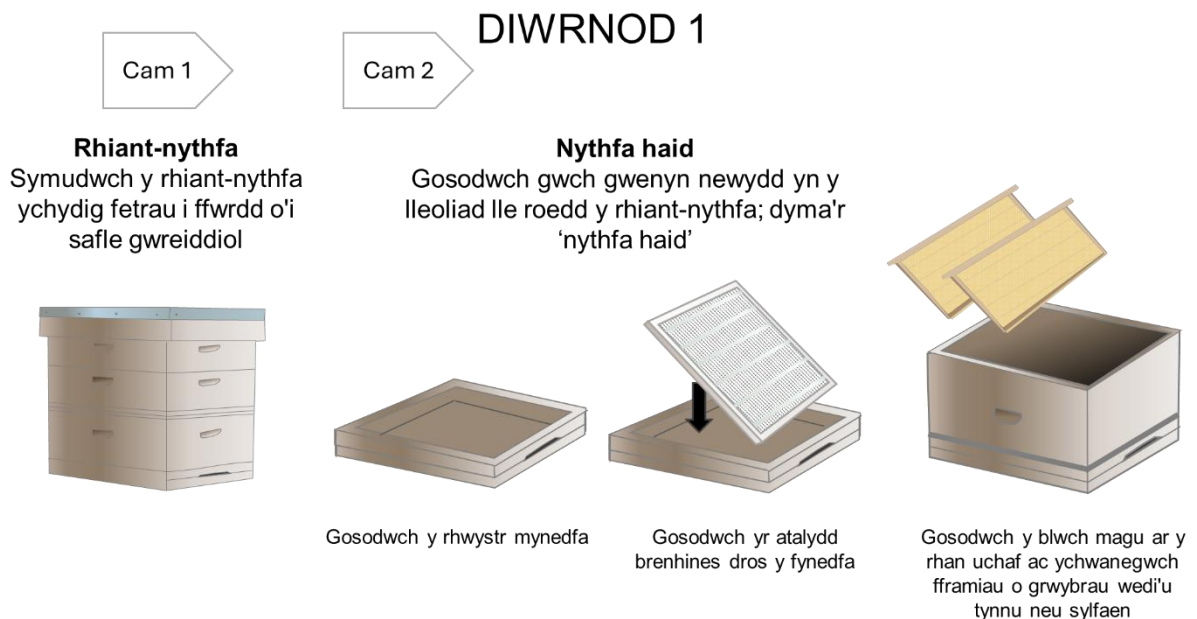 DIWRNOD 1
Cam 1
Cam 2
Rhiant-nythfa
Symudwch y rhiant-nythfa
ychydig fetrau i ffwrdd o'i
safle gwreiddiol
Nythfa haid
Gosodwch gwch gwenyn newydd yn y
lleoliad lle roedd y rhiant-nythfa; dyma'r
‘nythfa haid’
Gosodwch y rhwystr mynedfa
Gosodwch yr atalydd
brenhines dros y fynedfa
Gosodwch y blwch magu ar y
rhan uchaf ac ychwanegwch
fframiau o grwybrau wedi'u
tynnu neu sylfaen